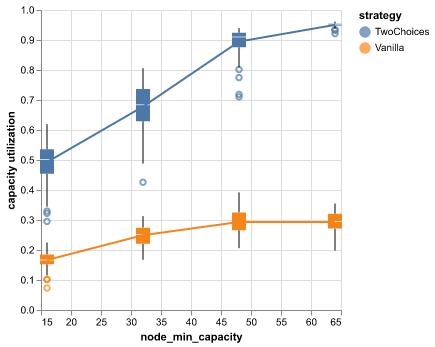 strategy
TwoChoices
Vanilla
capacity utilization
1.0
0.9
0.8
0.7
0.6
0.5
0.4
0.3
0.2
0.1
0.0
15 20 25 30 35 40 45 50 55 60 65
node_min_capacity